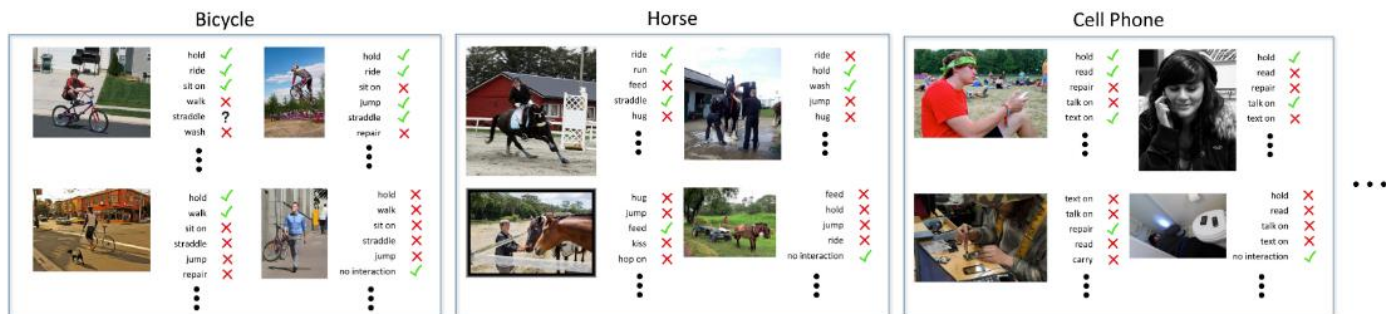 Bicycle
hold ✓
ride ✓
sit on ✓
walk ✗
straddle ?
wash ✗
hold ✓
ride ✓
sit on ✗
jump ✓
straddle ✓
repair ✗
hold ✓
walk ✓
sit on ✗
straddle ✗
jump ✗
repair ✗
hold ✗
walk ✗
sit on ✗
straddle ✗
jump ✗
no interaction ✓
Horse
ride ✓
run ✓
feed ✗
straddle ✓
hug ✗
ride ✗
hold ✓
wash ✓
jump ✗
hug ✗
hug ✗
jump ✗
feed ✓
kiss ✗
hop on ✗
feed ✗
hold ✗
jump ✗
ride ✗
no interaction ✓
Cell Phone
hold ✓
read ✓
repair ✗
talk on ✗
text on ✓
hold ✓
read ✗
repair ✗
talk on ✓
text on ✗
text on ✗
talk on ✗
repair ✓
read ✗
carry ✗
hold ✗
read ✗
talk on ✗
text on ✗
no interaction ✓
...